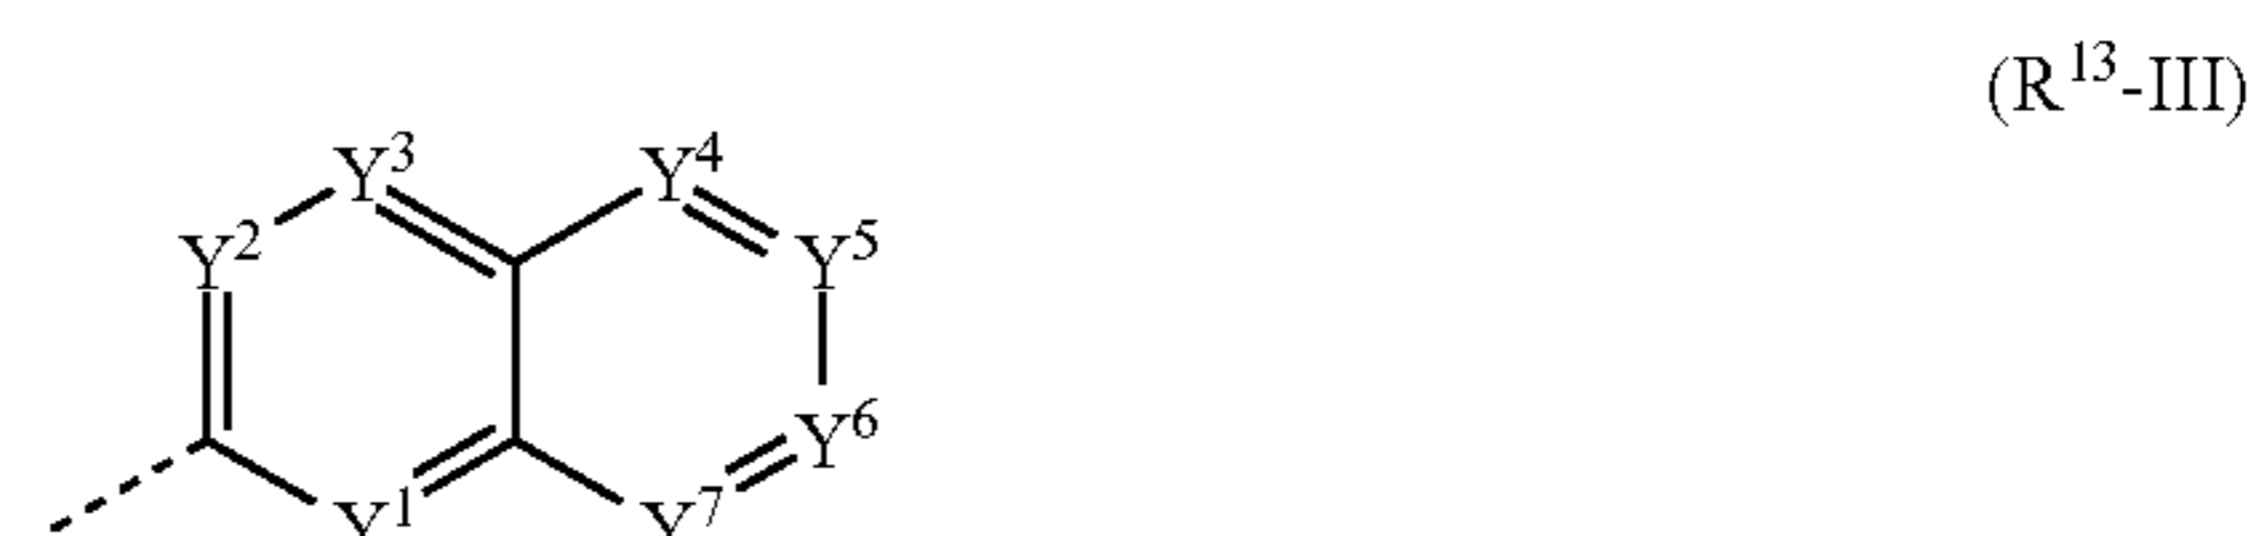 (R¹³-III)
Y³ Y⁴
Y² Y⁵
Y⁶
Y¹ Y⁷